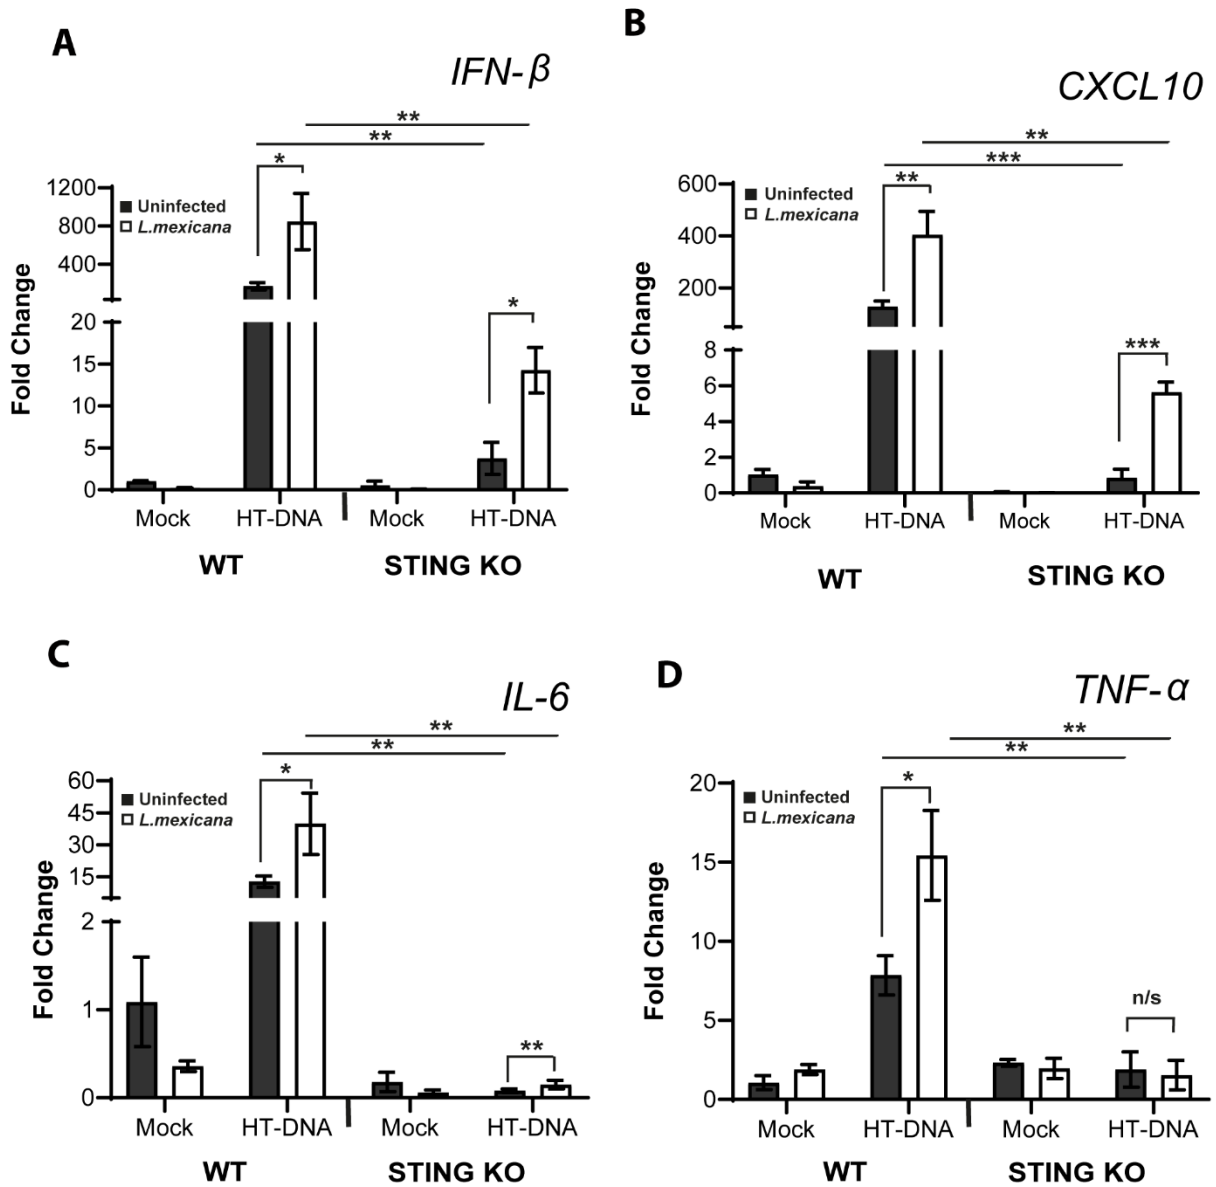 A
IFN-β
**
**
*
*
Fold Change
1200
800
400
20
15
10
5
0
Uninfected
L.mexicana
Mock
HT-DNA
Mock
HT-DNA
WT
STING KO
B
CXCL10
**
***
**
***
Fold Change
600
400
200
8
6
4
2
0
Uninfected
L.mexicana
Mock
HT-DNA
Mock
HT-DNA
WT
STING KO
C
IL-6
**
**
*
**
Fold Change
60
45
30
15
2
1
0
Uninfected
L.mexicana
Mock
HT-DNA
Mock
HT-DNA
WT
STING KO
D
TNF-α
**
**
*
n/s
Fold Change
20
15
10
5
0
Uninfected
L.mexicana
Mock
HT-DNA
Mock
HT-DNA
WT
STING KO